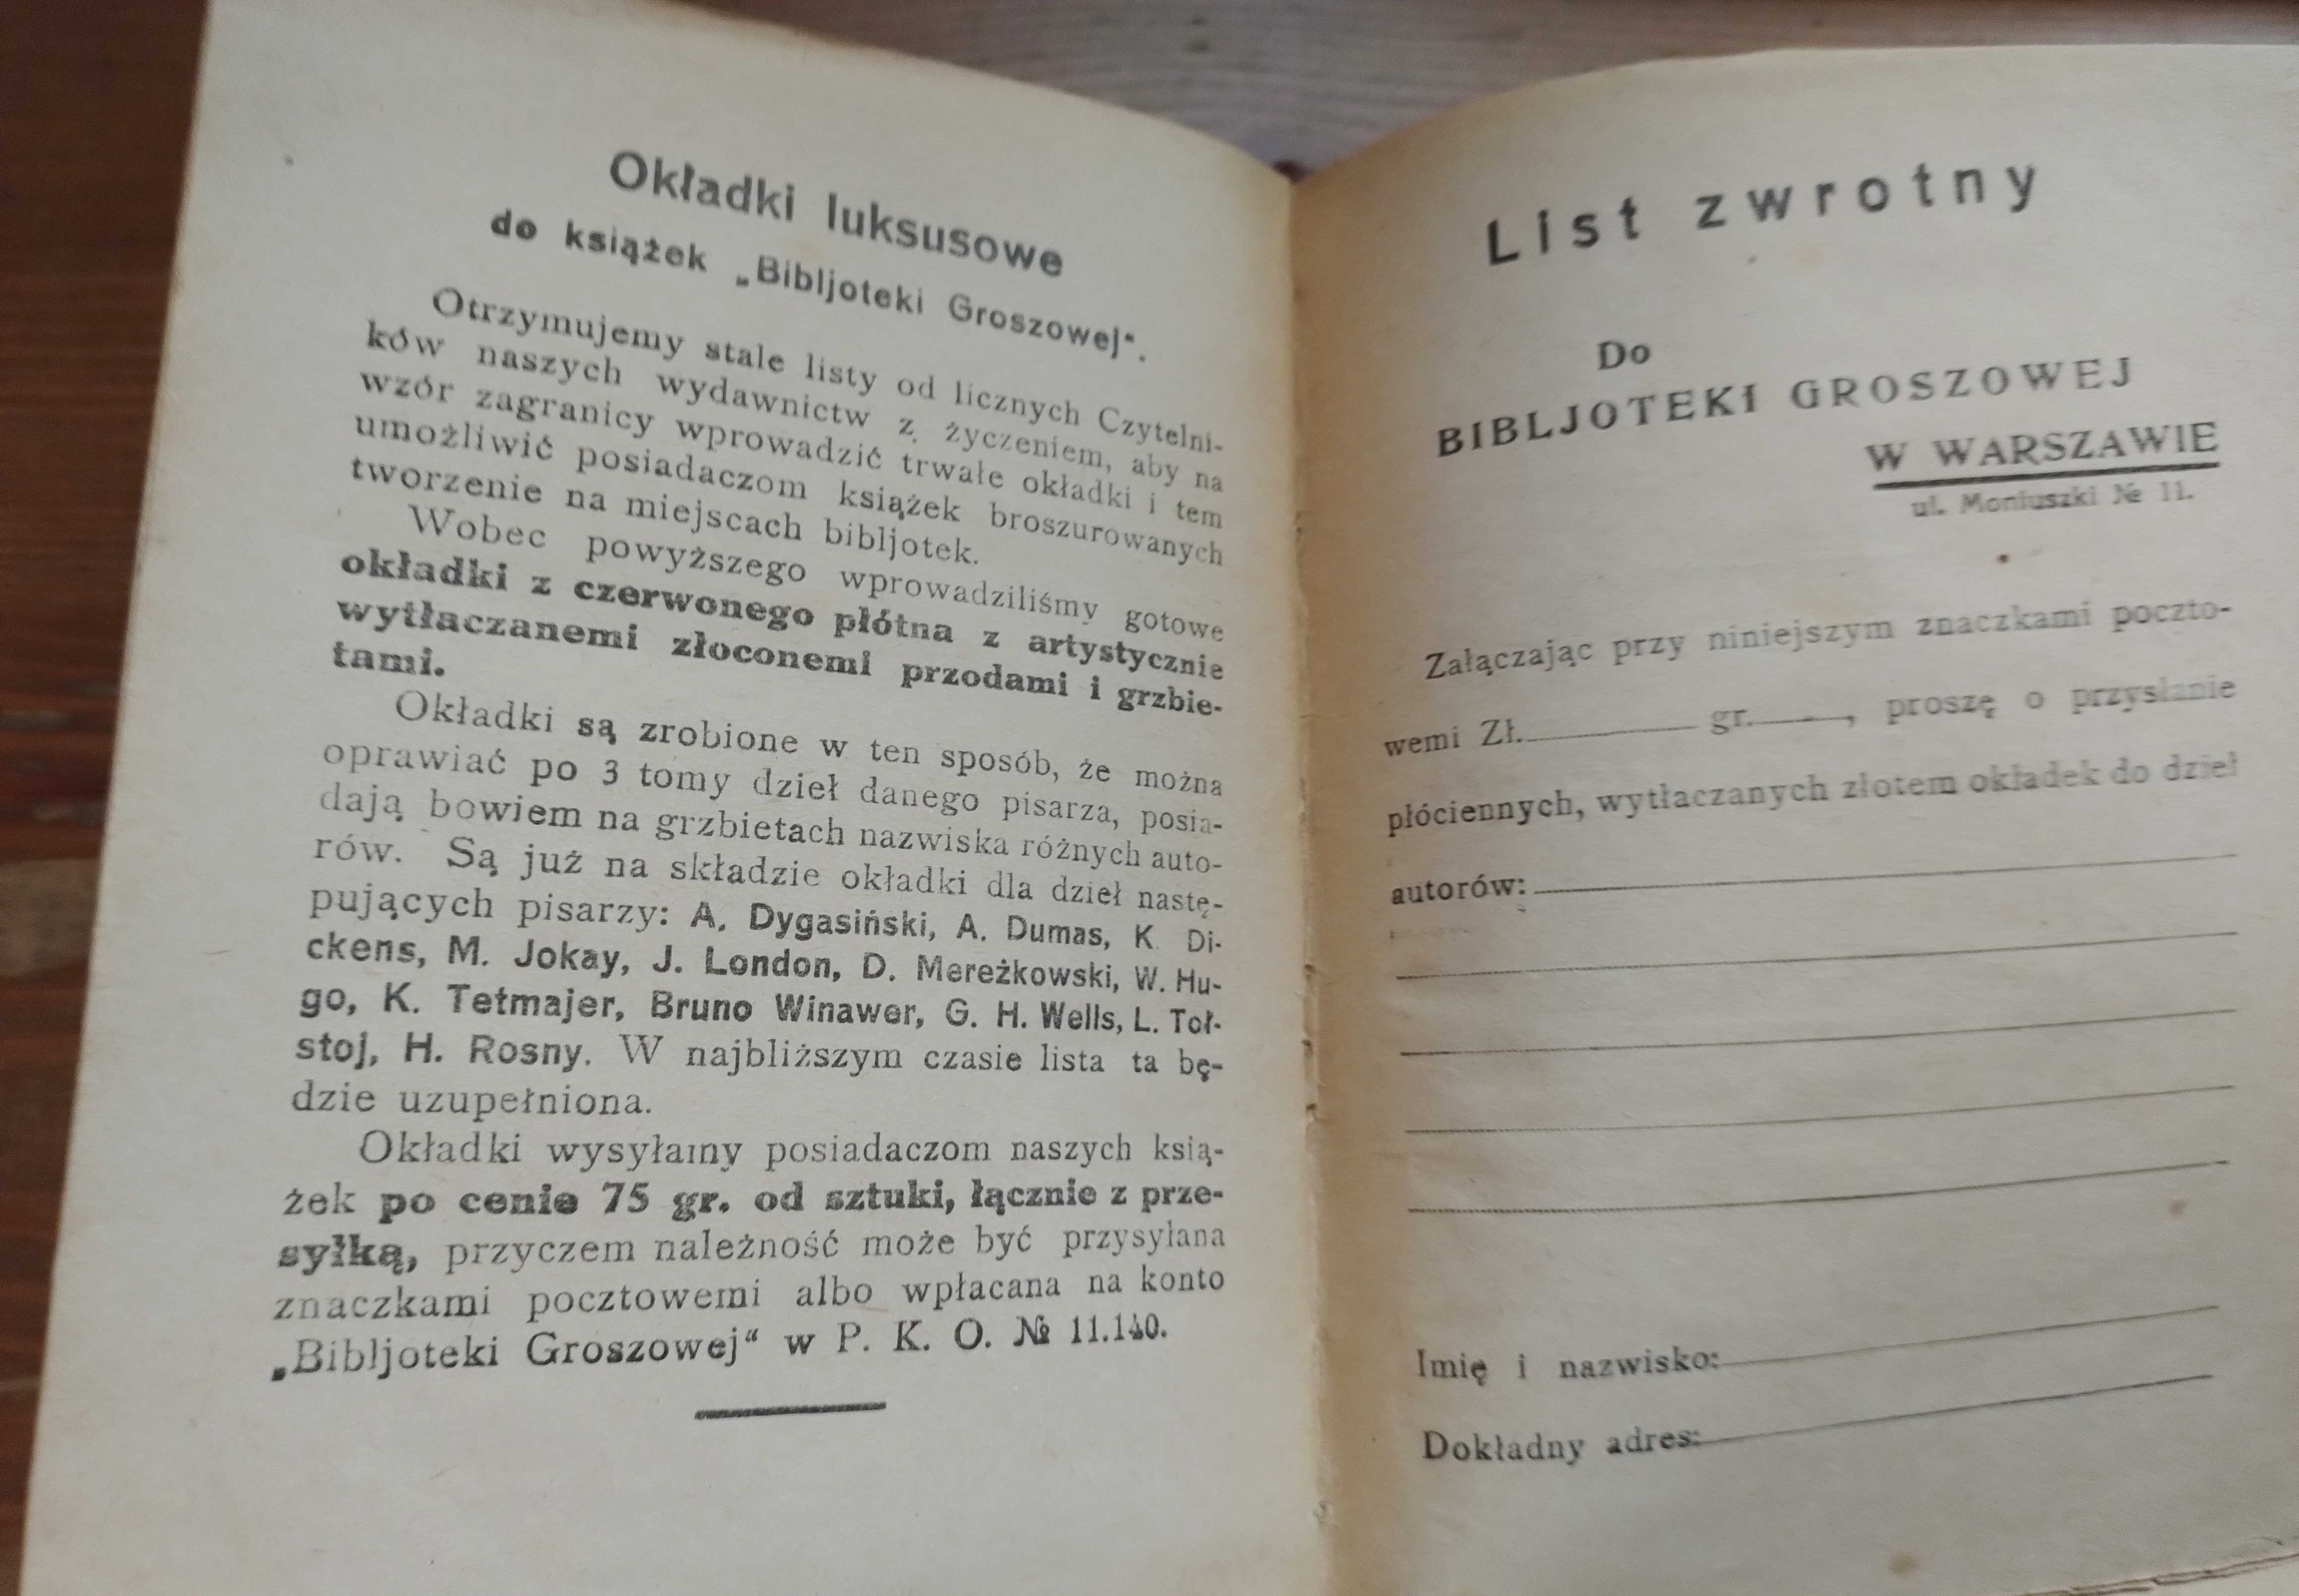 Okładki luksusowe
do książek „Bibljoteki Groszowej".
Otrzymujemy stale listy od licznych Czytelni-
ków naszych wydawnictw z życzeniem, aby na
wzór zagranicy wprowadzić trwałe okładki i tem
umożliwić posiadaczom książek broszurowanych
tworzenie na miejscach bibljotek.
Wobec powyższego wprowadziliśmy gotowe
okładki z czerwonego płótna z artystycznie
wytłaczanemi złoconemi przodami i grzbie-
tami.
Okładki są zrobione w ten sposób, że można
oprawiać po 3 tomy dzieł danego pisarza, posia-
dają bowiem na grzbietach nazwiska różnych auto-
rów. Są już na składzie okładki dla dzieł nastę-
pujących pisarzy: A. Dygasiński, A. Dumas, K Di-
ckens, M. Jokay, J. London, D. Mereżkowski, W. Hu-
go, K. Tetmajer, Bruno Winawer, G. H. Wells, L. Toł-
stoj, H. Rosny. W najbliższym czasie lista ta bę-
dzie uzupełniona.
Okładki wysyłamy posiadaczom naszych ksią-
żek po cenie 75 gr. od sztuki, łącznie z prze-
syłką, przyczem należność może być przysyłana
znaczkami pocztowemi albo wpłacana na konto
„Bibljoteki Groszowej" w P. K. O. № 11.140.
List zwrotny
Do
BIBLJOTEKI GROSZOWEJ
W WARSZAWIE
ul. Moniuszki № 11.
Załączając przy niniejszym znaczkami poczto-
wemi Zł. gr. , proszę o przysłanie
płóciennych, wytłaczanych złotem okładek do dzieł
autorów:
Imię i nazwisko:
Dokładny adres: